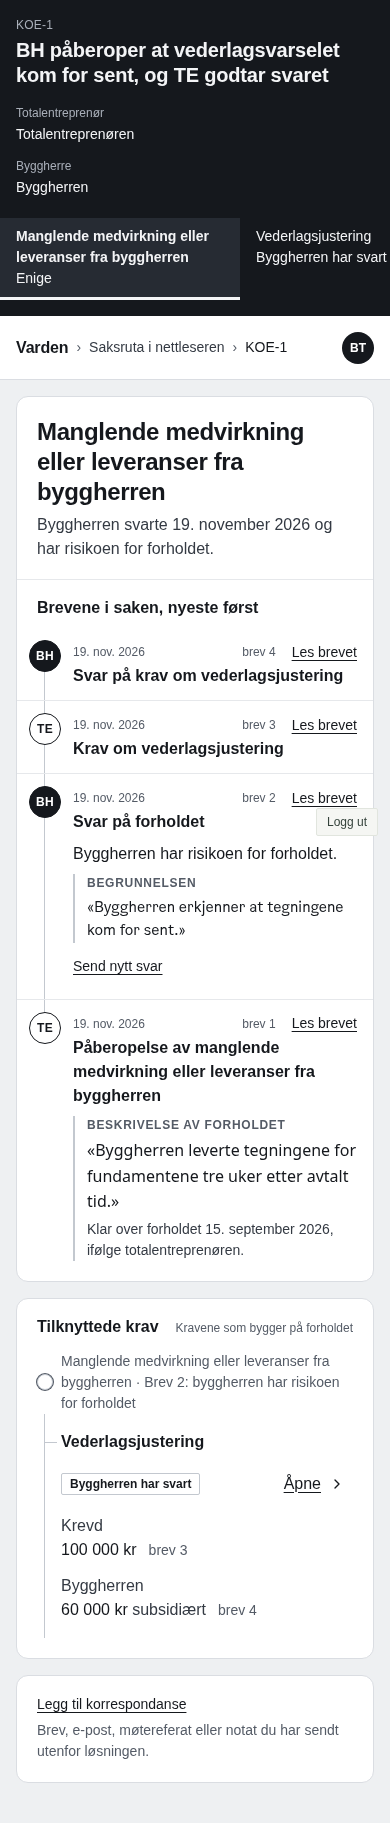 KOE-1
BH påberoper at vederlagsvarselet
kom for sent, og TE godtar svaret
Totalentreprenør
Totalentreprenøren
Byggherre
Byggherren
Manglende medvirkning eller
leveranser fra byggherren
Enige
Vederlagsjustering
Byggherren har svart
Varden › Saksruta i nettleseren › KOE-1
BT
Manglende medvirkning
eller leveranser fra
byggherren
Byggherren svarte 19. november 2026 og
har risikoen for forholdet.
Brevene i saken, nyeste først
BH 19. nov. 2026 brev 4 Les brevet
Svar på krav om vederlagsjustering
TE 19. nov. 2026 brev 3 Les brevet
Krav om vederlagsjustering
BH 19. nov. 2026 brev 2 Les brevet
Svar på forholdet
Logg ut
Byggherren har risikoen for forholdet.
BEGRUNNELSEN
«Byggherren erkjenner at tegningene
kom for sent.»
Send nytt svar
TE 19. nov. 2026 brev 1 Les brevet
Påberopelse av manglende
medvirkning eller leveranser fra
byggherren
BESKRIVELSE AV FORHOLDET
«Byggherren leverte tegningene for
fundamentene tre uker etter avtalt
tid.»
Klar over forholdet 15. september 2026,
ifølge totalentreprenøren.
Tilknyttede krav Kravene som bygger på forholdet
Manglende medvirkning eller leveranser fra
byggherren · Brev 2: byggherren har risikoen
for forholdet
Vederlagsjustering
Byggherren har svart Åpne
Krevd
100 000 kr brev 3
Byggherren
60 000 kr subsidiært brev 4
Legg til korrespondanse
Brev, e-post, møtereferat eller notat du har sendt
utenfor løsningen.